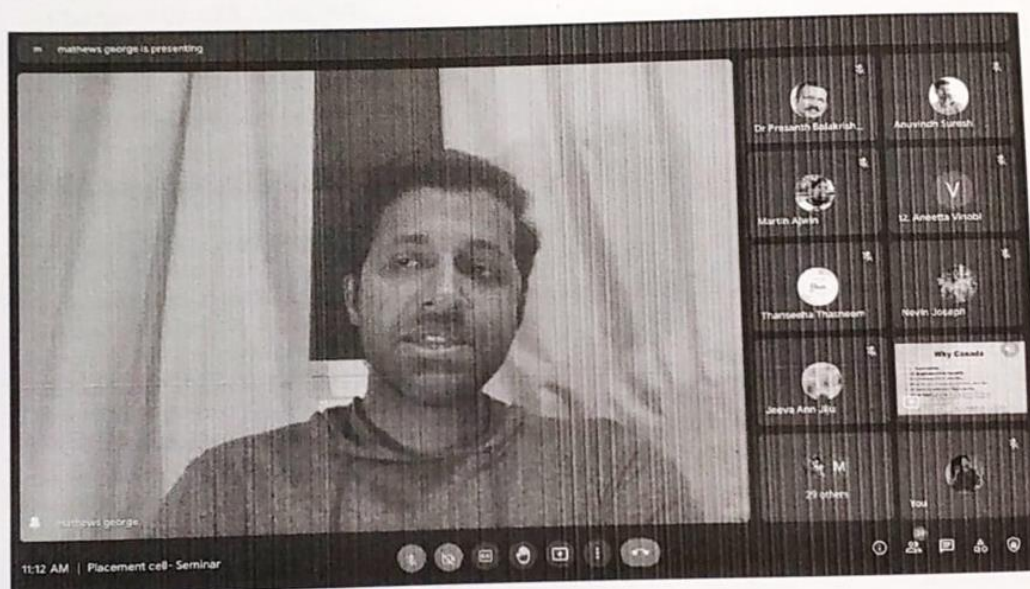 m mathews george is presenting
Dr Prasanth Balakrish...
Anuvindh Suresh
Martin Ajwin
V
12. Aneetta Vinobi
Thanseeha Thasneem
Nevin Joseph
Jeeva Ann Jiju
Why Canada
M
29 others
You
mathews george
11:12 AM | Placement cell - Seminar